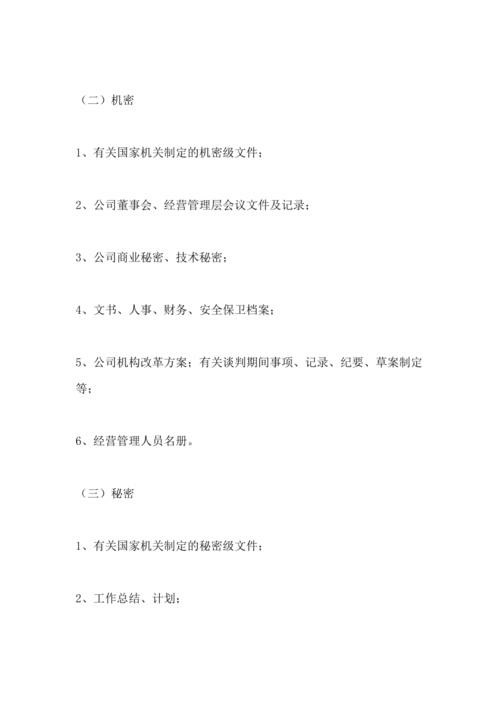 （二）机密
1、有关国家机关制定的机密级文件；
2、公司董事会、经营管理层会议文件及记录；
3、公司商业秘密、技术秘密；
4、文书、人事、财务、安全保卫档案；
5、公司机构改革方案；有关谈判期间事项、记录、纪要、草案制定
等；
6、经营管理人员名册。
（三）秘密
1、有关国家机关制定的秘密级文件；
2、工作总结、计划；